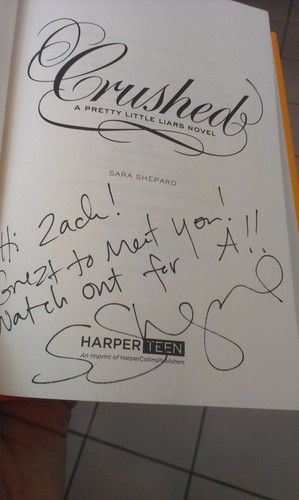 Crushed
A PRETTY LITTLE LIARS NOVEL
SARA SHEPARD
Hi Zach!
Great to meet you!
Watch out for A!!
S Shepard
HARPER TEEN
An Imprint of HarperCollinsPublishers